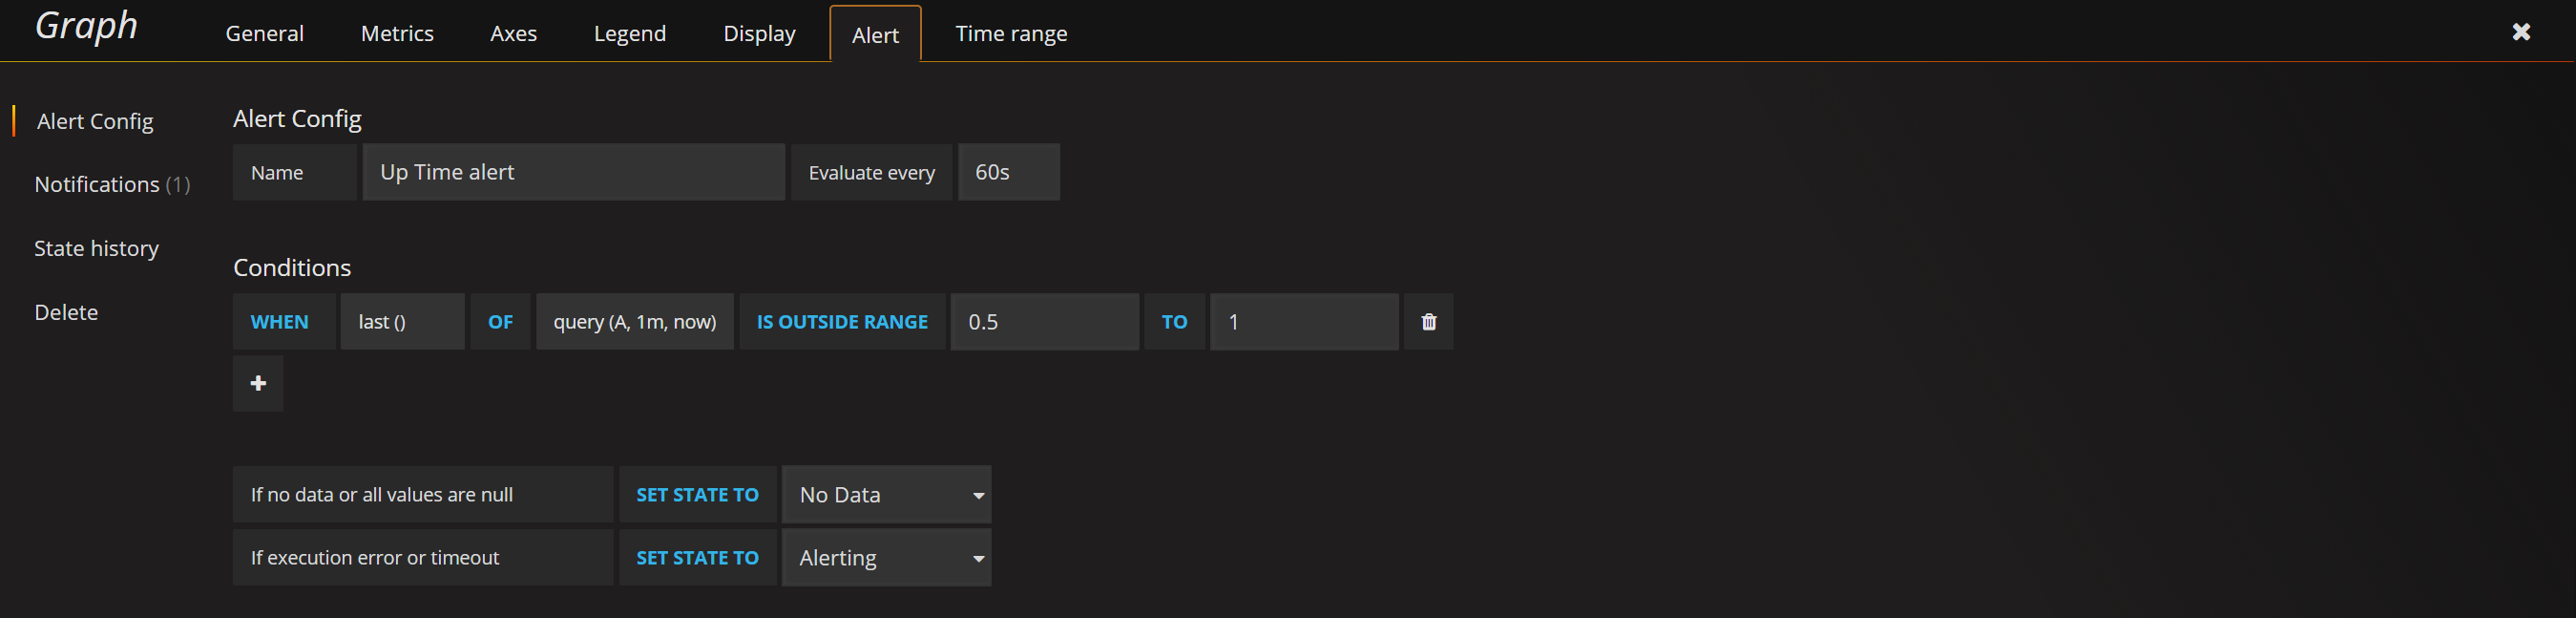 Graph General Metrics Axes Legend Display Alert Time range
Alert Config
Notifications (1)
State history
Delete
Alert Config
Name Up Time alert Evaluate every 60s
Conditions
WHEN last () OF query (A, 1m, now) IS OUTSIDE RANGE 0.5 TO 1
If no data or all values are null SET STATE TO No Data
If execution error or timeout SET STATE TO Alerting